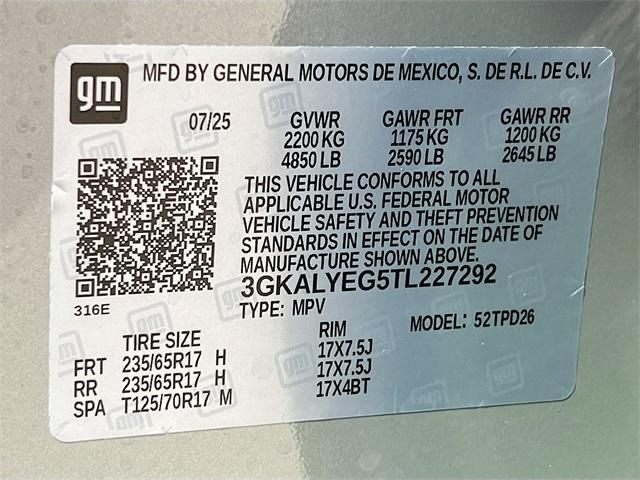 gm
MFD BY GENERAL MOTORS DE MEXICO, S. DE R.L. DE C.V.
07/25 GVWR GAWR FRT GAWR RR
2200 KG 1175 KG 1200 KG
4850 LB 2590 LB 2645 LB
THIS VEHICLE CONFORMS TO ALL
APPLICABLE U.S. FEDERAL MOTOR
VEHICLE SAFETY AND THEFT PREVENTION
STANDARDS IN EFFECT ON THE DATE OF
MANUFACTURE SHOWN ABOVE.
3GKALYEG5TL227292
316E
TYPE: MPV MODEL: 52TPD26
TIRE SIZE RIM
FRT 235/65R17 H 17X7.5J
RR 235/65R17 H 17X7.5J
SPA T125/70R17 M 17X4BT